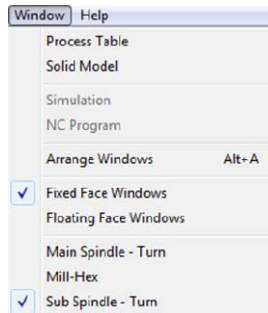 Window Help
Process Table
Solid Model
Simulation
NC Program
Arrange Windows Alt+A
Fixed Face Windows
Floating Face Windows
Main Spindle - Turn
Mill-Hex
Sub Spindle - Turn